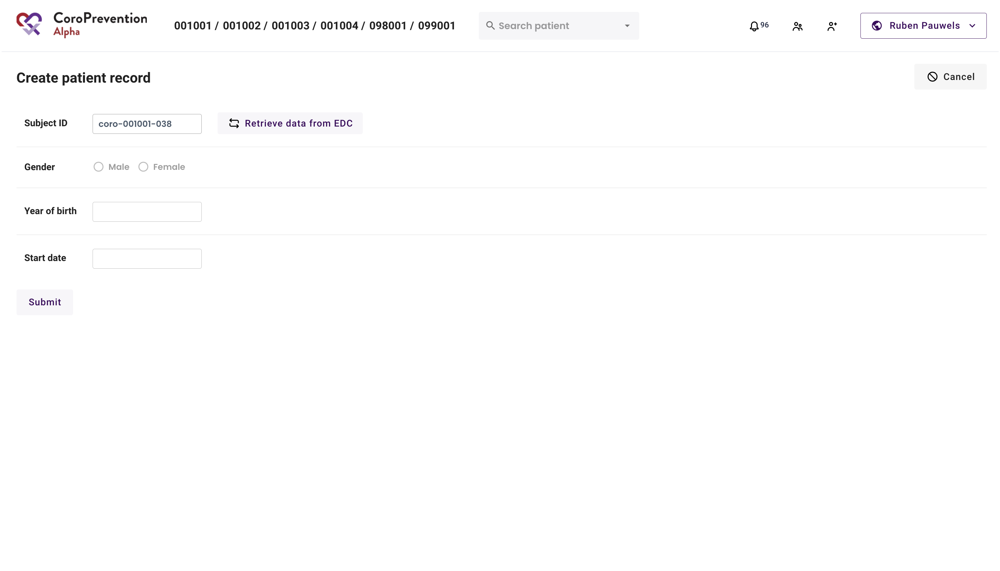 CoroPrevention
Alpha
001001 / 001002 / 001003 / 001004 / 098001 / 099001
Search patient
96
Ruben Pauwels
Create patient record
Cancel
Subject ID
coro-001001-038
Retrieve data from EDC
Gender
Male
Female
Year of birth
Start date
Submit